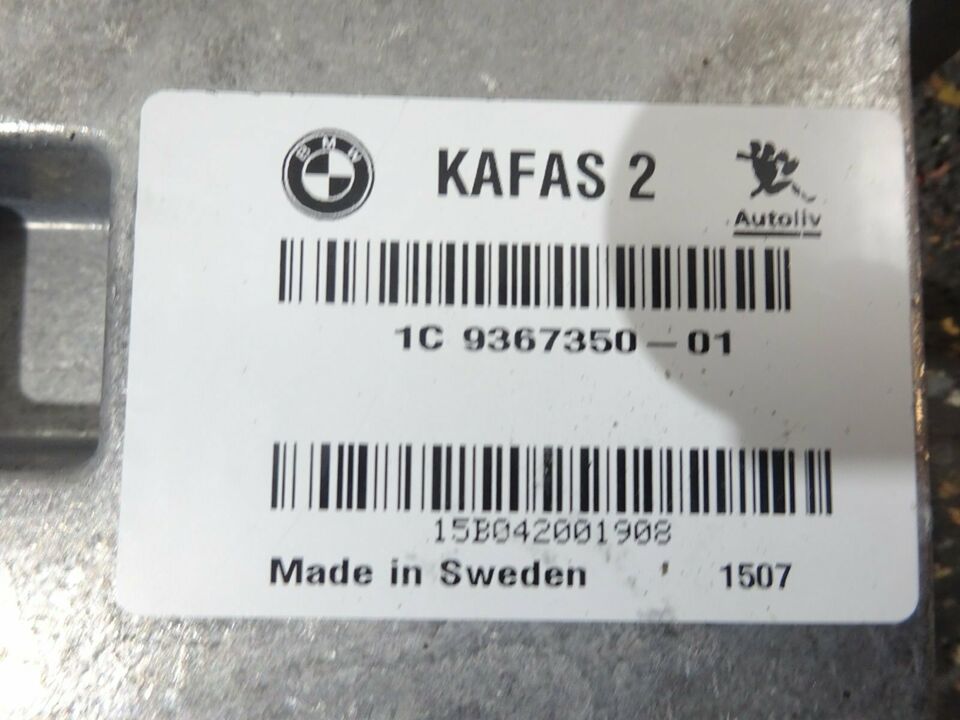 BMW KAFAS 2
Autoliv
1C 9367350-01
15B042001908
Made in Sweden 1507